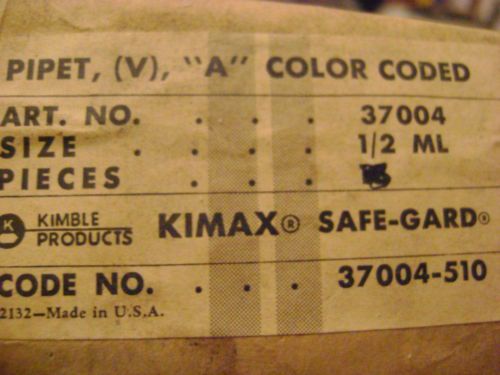 PIPET, (V), "A" COLOR CODED
ART. NO. . . . 37004
SIZE . . . . 1/2 ML
PIECES . . .
K KIMBLE PRODUCTS KIMAX® SAFE-GARD®
CODE NO. . . . 37004-510
2132—Made in U.S.A.